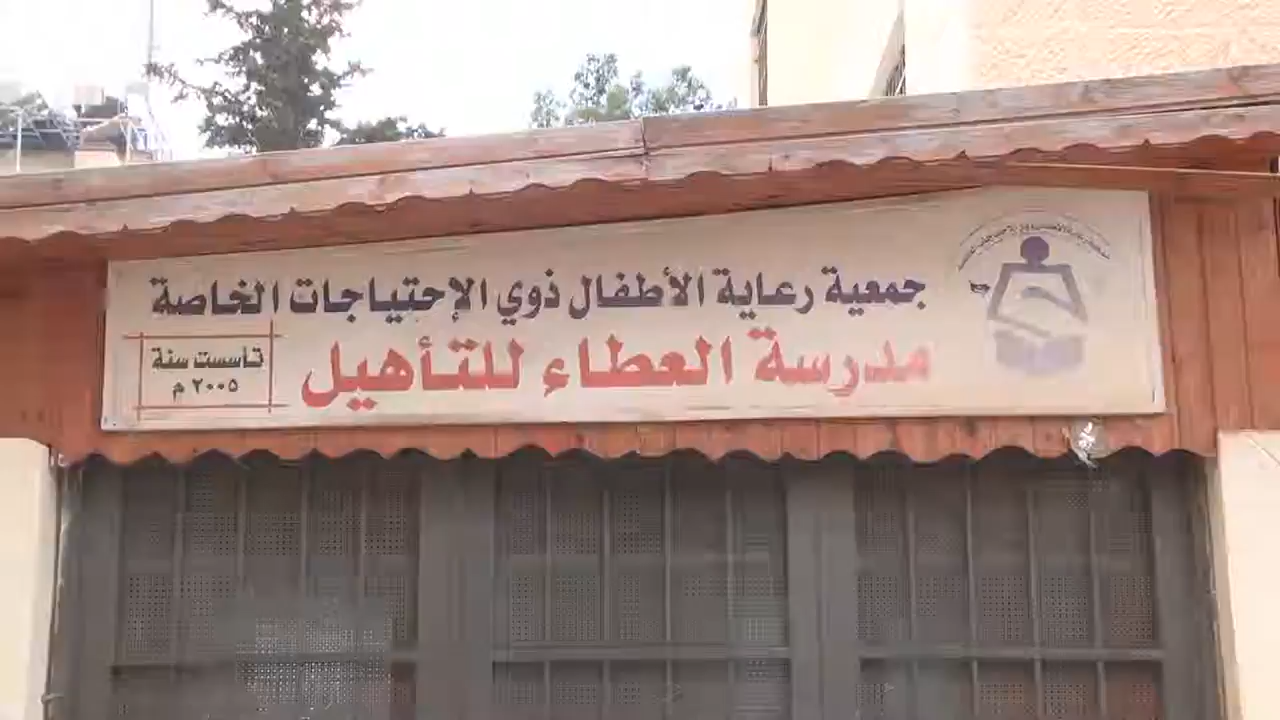 جمعية رعاية الأطفال ذوي الإحتياجات الخاصة
مدرسة العطاء للتأهيل
تأسست سنة
٢٠٠٥ م